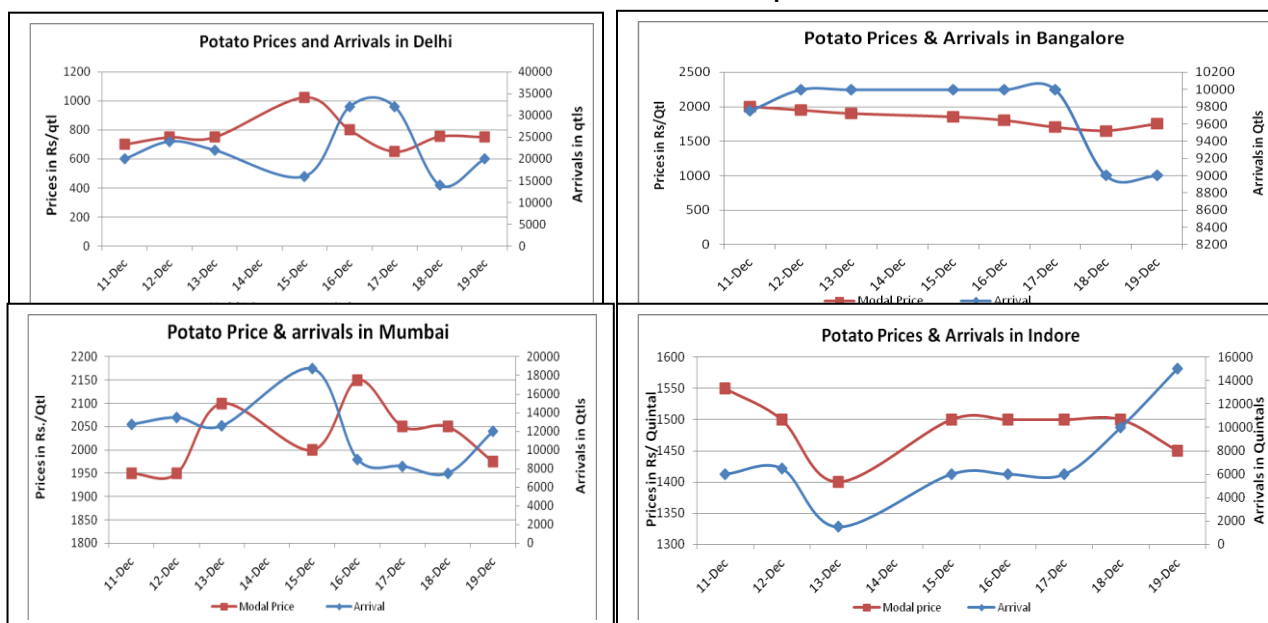 Potato Prices and Arrivals in Delhi
Prices in Rs/qtl
1200
1000
800
600
400
200
0
40000
35000
30000
25000
20000
15000
10000
5000
0
Arrivals in qtls
11-Dec
12-Dec
13-Dec
14-Dec
15-Dec
16-Dec
17-Dec
18-Dec
19-Dec
Potato Prices & Arrivals in Bangalore
Prices in Rs/Qtl
2500
2000
1500
1000
500
0
10200
10000
9800
9600
9400
9200
9000
8800
8600
8400
8200
Arrivals in Qtls
11-Dec
12-Dec
13-Dec
14-Dec
15-Dec
16-Dec
17-Dec
18-Dec
19-Dec
Modal Price
Arrival
Potato Price & arrivals in Mumbai
Prices in Rs./Qtl
2200
2150
2100
2050
2000
1950
1900
1850
1800
20000
18000
16000
14000
12000
10000
8000
6000
4000
2000
0
Arrivals in Qtls
11-Dec
12-Dec
13-Dec
14-Dec
15-Dec
16-Dec
17-Dec
18-Dec
19-Dec
Modal Price
Arrival
Potato Prices & Arrivals in Indore
Prices in Rs/ Quintal
1600
1550
1500
1450
1400
1350
1300
16000
14000
12000
10000
8000
6000
4000
2000
0
Arrivals in Quintals
11-Dec
12-Dec
13-Dec
14-Dec
15-Dec
16-Dec
17-Dec
18-Dec
19-Dec
Modal price
Arrival